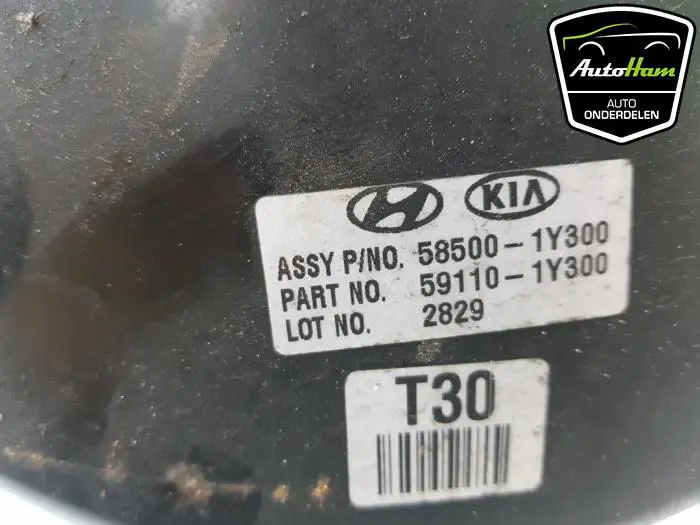 AutoHam
AUTO
ONDERDELEN
KIA
ASSY P/NO. 58500-1Y300
PART NO. 59110-1Y300
LOT NO. 2829
T30